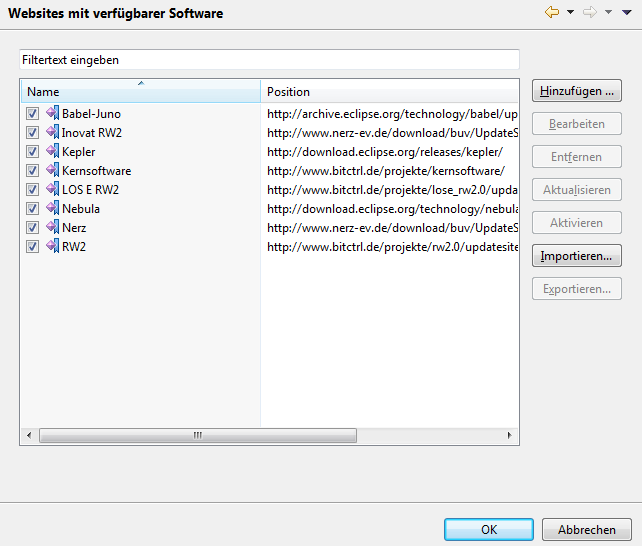 Websites mit verfügbarer Software
Filtertext eingeben
Name Position
Babel-Juno http://archive.eclipse.org/technology/babel/up
Inovat RW2 http://www.nerz-ev.de/download/buv/UpdateS
Kepler http://download.eclipse.org/releases/kepler/
Kernsoftware http://www.bitctrl.de/projekte/kernsoftware/
LOS E RW2 http://www.bitctrl.de/projekte/lose_rw2.0/upda
Nebula http://download.eclipse.org/technology/nebula
Nerz http://www.nerz-ev.de/download/buv/UpdateS
RW2 http://www.bitctrl.de/projekte/rw2.0/updatesite
Hinzufügen ...
Bearbeiten
Entfernen
Aktualisieren
Aktivieren
Importieren...
Exportieren...
OK Abbrechen